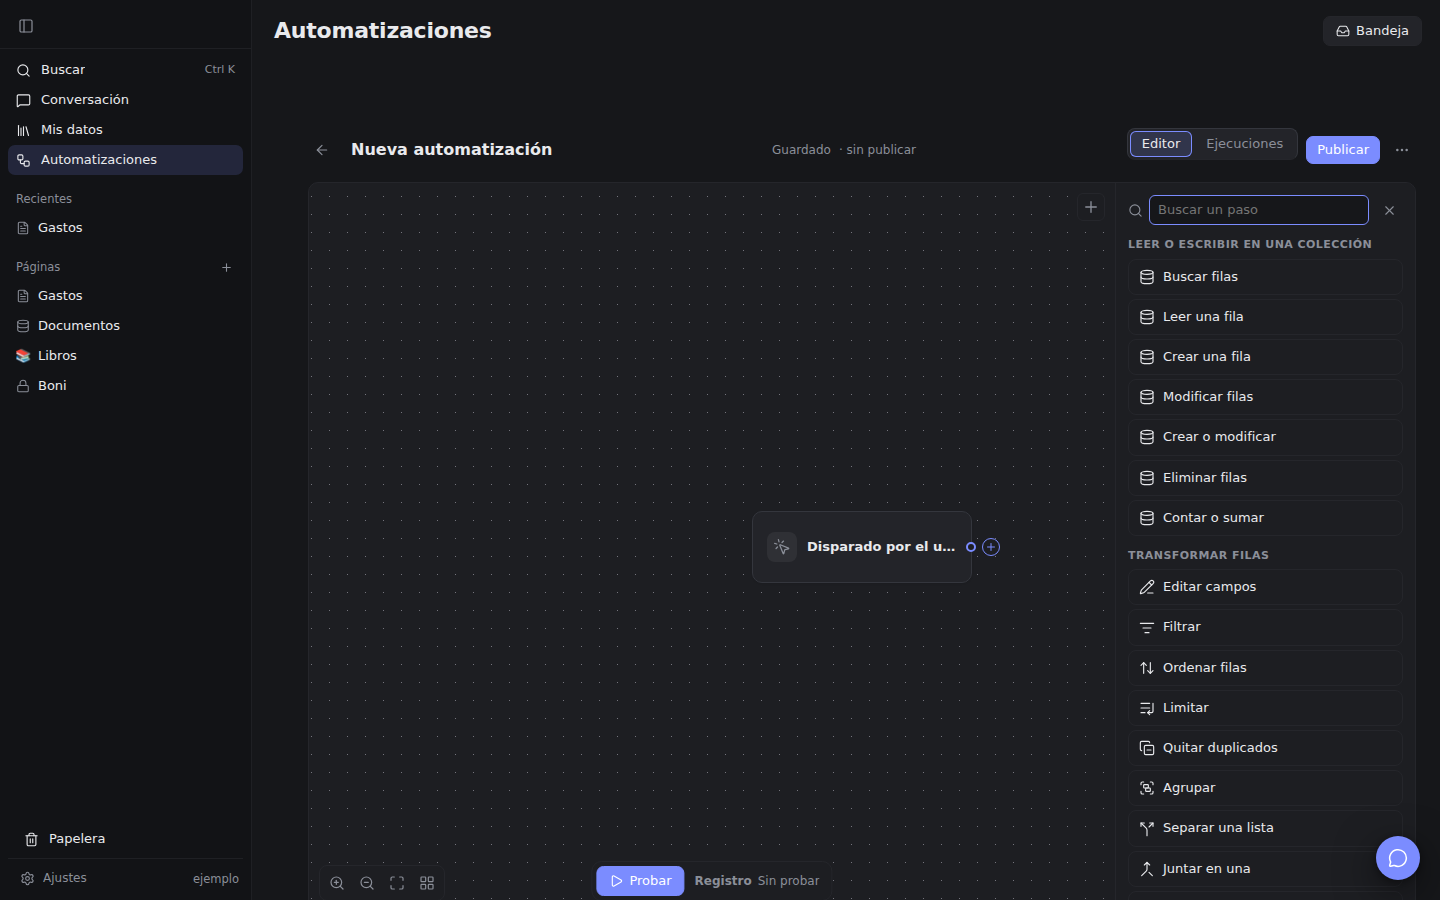 Automatizaciones
Bandeja
Buscar
Ctrl K
Conversación
Mis datos
Automatizaciones
Recientes
Gastos
Páginas
Gastos
Documentos
Libros
Boni
Papelera
Ajustes
ejemplo
Nueva automatización
Guardado · sin publicar
Editor
Ejecuciones
Publicar
Disparado por el u...
Probar
Registro Sin probar
Buscar un paso
LEER O ESCRIBIR EN UNA COLECCIÓN
Buscar filas
Leer una fila
Crear una fila
Modificar filas
Crear o modificar
Eliminar filas
Contar o sumar
TRANSFORMAR FILAS
Editar campos
Filtrar
Ordenar filas
Limitar
Quitar duplicados
Agrupar
Separar una lista
Juntar en una